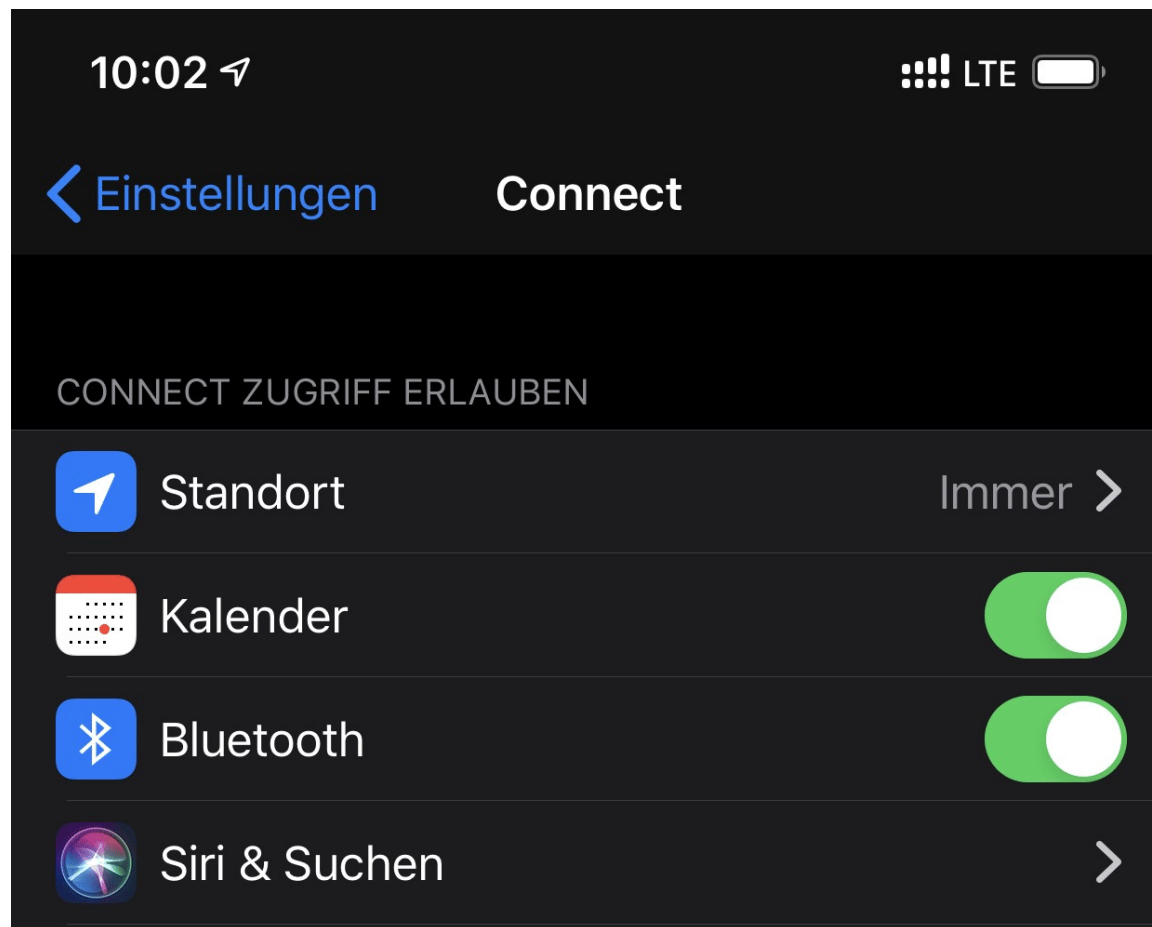 10:02 LTE
Einstellungen Connect
CONNECT ZUGRIFF ERLAUBEN
Standort Immer
Kalender
Bluetooth
Siri & Suchen